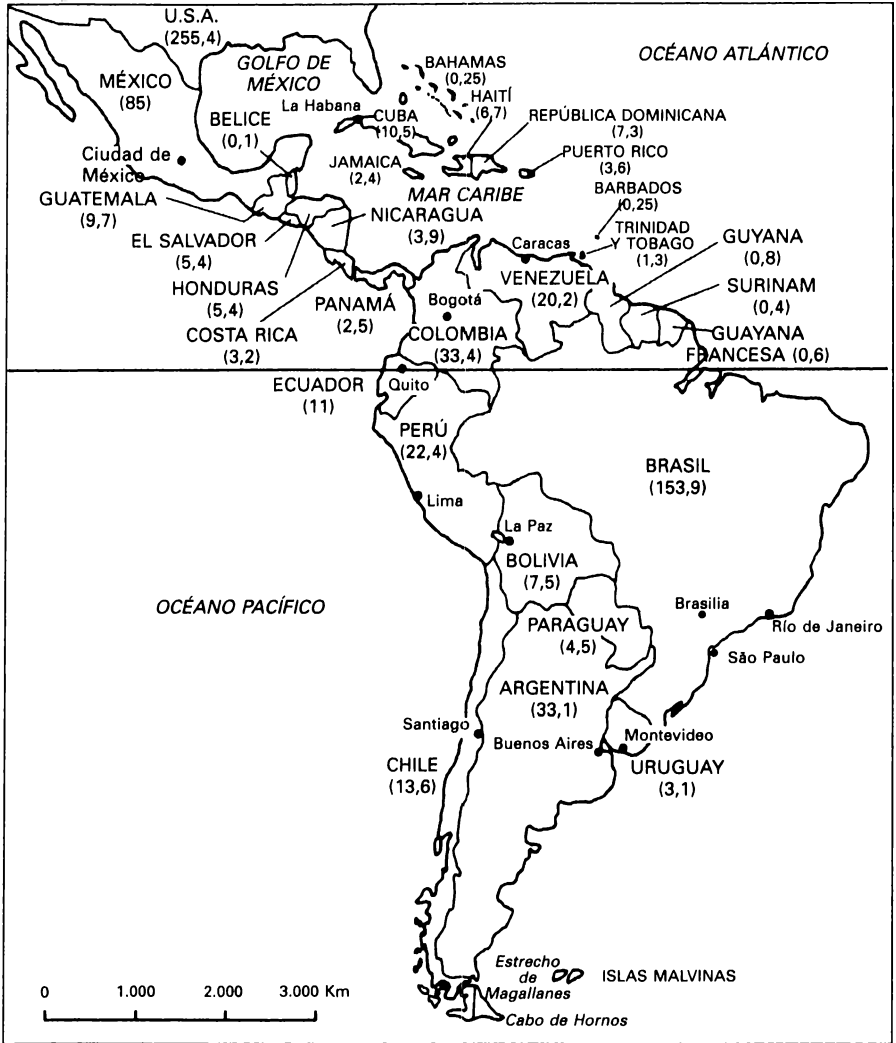 U.S.A.
(255,4)
GOLFO DE
MÉXICO
OCÉANO ATLÁNTICO
BAHAMAS
(0,25)
MÉXICO
(85)
HAITÍ
(6,7)
La Habana
CUBA
(10,5)
REPÚBLICA DOMINICANA
(7,3)
BELICE
(0,1)
JAMAICA
(2,4)
PUERTO RICO
(3,6)
Ciudad de
México
MAR CARIBE
BARBADOS
(0,25)
GUATEMALA
(9,7)
NICARAGUA
(3,9)
TRINIDAD
Y TOBAGO
(1,3)
GUYANA
(0,8)
EL SALVADOR
(5,4)
Caracas
VENEZUELA
(20,2)
HONDURAS
(5,4)
SURINAM
(0,4)
PANAMÁ
(2,5)
Bogotá
COSTA RICA
(3,2)
COLOMBIA
(33,4)
GUAYANA
FRANCESA (0,6)
ECUADOR
(11)
Quito
PERÚ
(22,4)
BRASIL
(153,9)
Lima
La Paz
BOLIVIA
(7,5)
OCÉANO PACÍFICO
Brasilia
Río de Janeiro
PARAGUAY
(4,5)
São Paulo
ARGENTINA
(33,1)
Santiago
Buenos Aires
Montevideo
CHILE
(13,6)
URUGUAY
(3,1)
Estrecho
de
Magallanes
ISLAS MALVINAS
0 1.000 2.000 3.000 Km
Cabo de Hornos